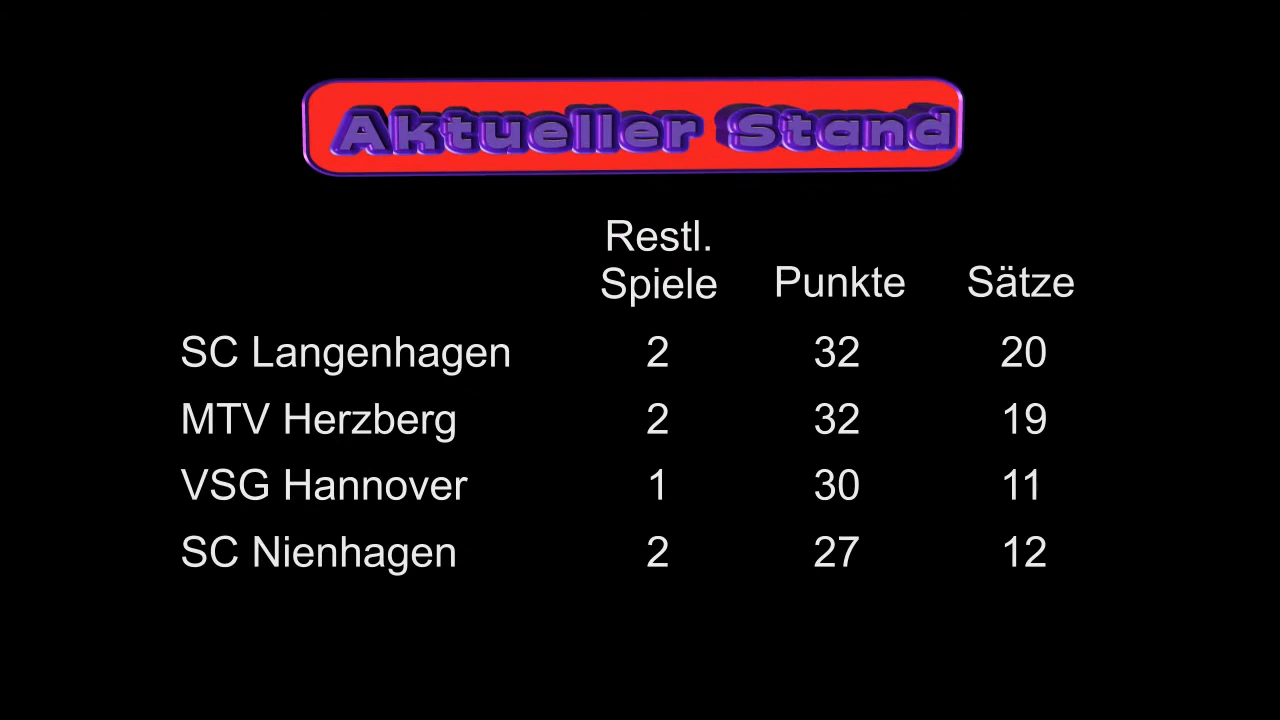 Aktueller Stand
Restl.
Spiele Punkte Sätze
SC Langenhagen 2 32 20
MTV Herzberg 2 32 19
VSG Hannover 1 30 11
SC Nienhagen 2 27 12